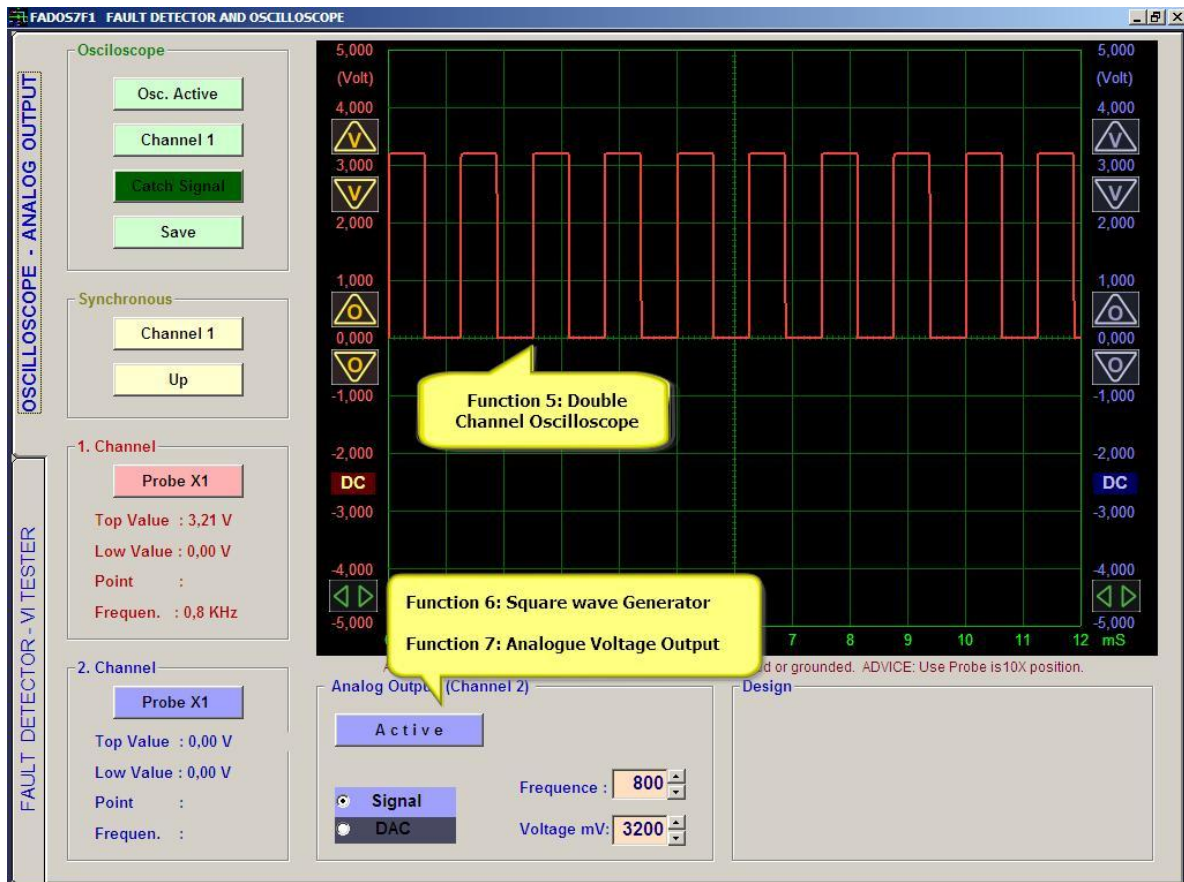 FADOS7F1 FAULT DETECTOR AND OSCILLOSCOPE
OSCILLOSCOPE - ANALOG OUTPUT
FAULT DETECTOR - VI TESTER
Osciloscope
Osc. Active
Channel 1
Catch Signal
Save
Synchronous
Channel 1
Up
1. Channel
Probe X1
Top Value : 3,21 V
Low Value : 0,00 V
Point :
Frequen. : 0,8 KHz
2. Channel
Probe X1
Top Value : 0,00 V
Low Value : 0,00 V
Point :
Frequen. :
5,000
(Volt)
4,000
V
3,000
V
2,000
1,000
O
0,000
O
-1,000
-2,000
DC
-3,000
-4,000
-5,000
Function 5: Double
Channel Oscilloscope
Function 6: Square wave Generator
Function 7: Analogue Voltage Output
5,000
(Volt)
4,000
V
3,000
V
2,000
1,000
O
0,000
O
-1,000
-2,000
DC
-3,000
-4,000
-5,000
7 8 9 10 11 12 mS
or grounded. ADVICE: Use Probe is10X position.
Analog Output (Channel 2)
Active
Signal
DAC
Frequence : 800
Voltage mV: 3200
Design